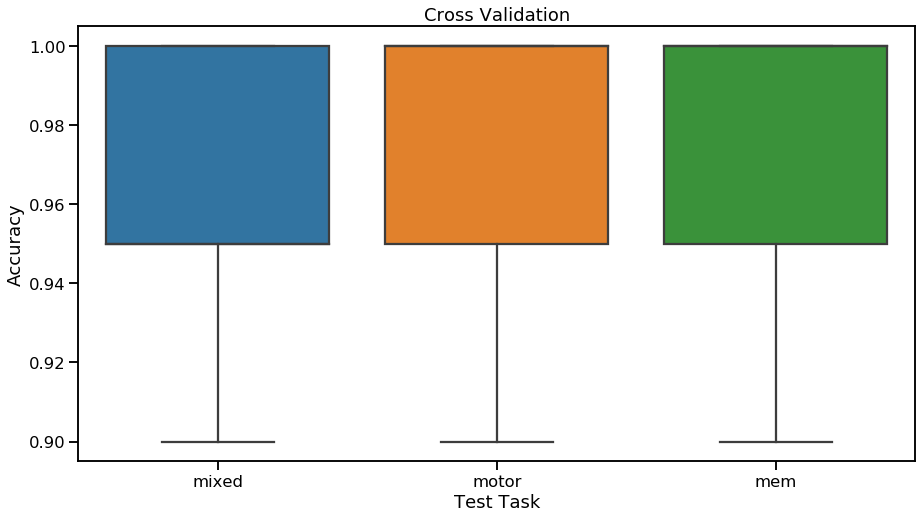 Cross Validation
1.00
0.98
0.96
0.94
0.92
0.90
Accuracy
mixed motor mem
Test Task